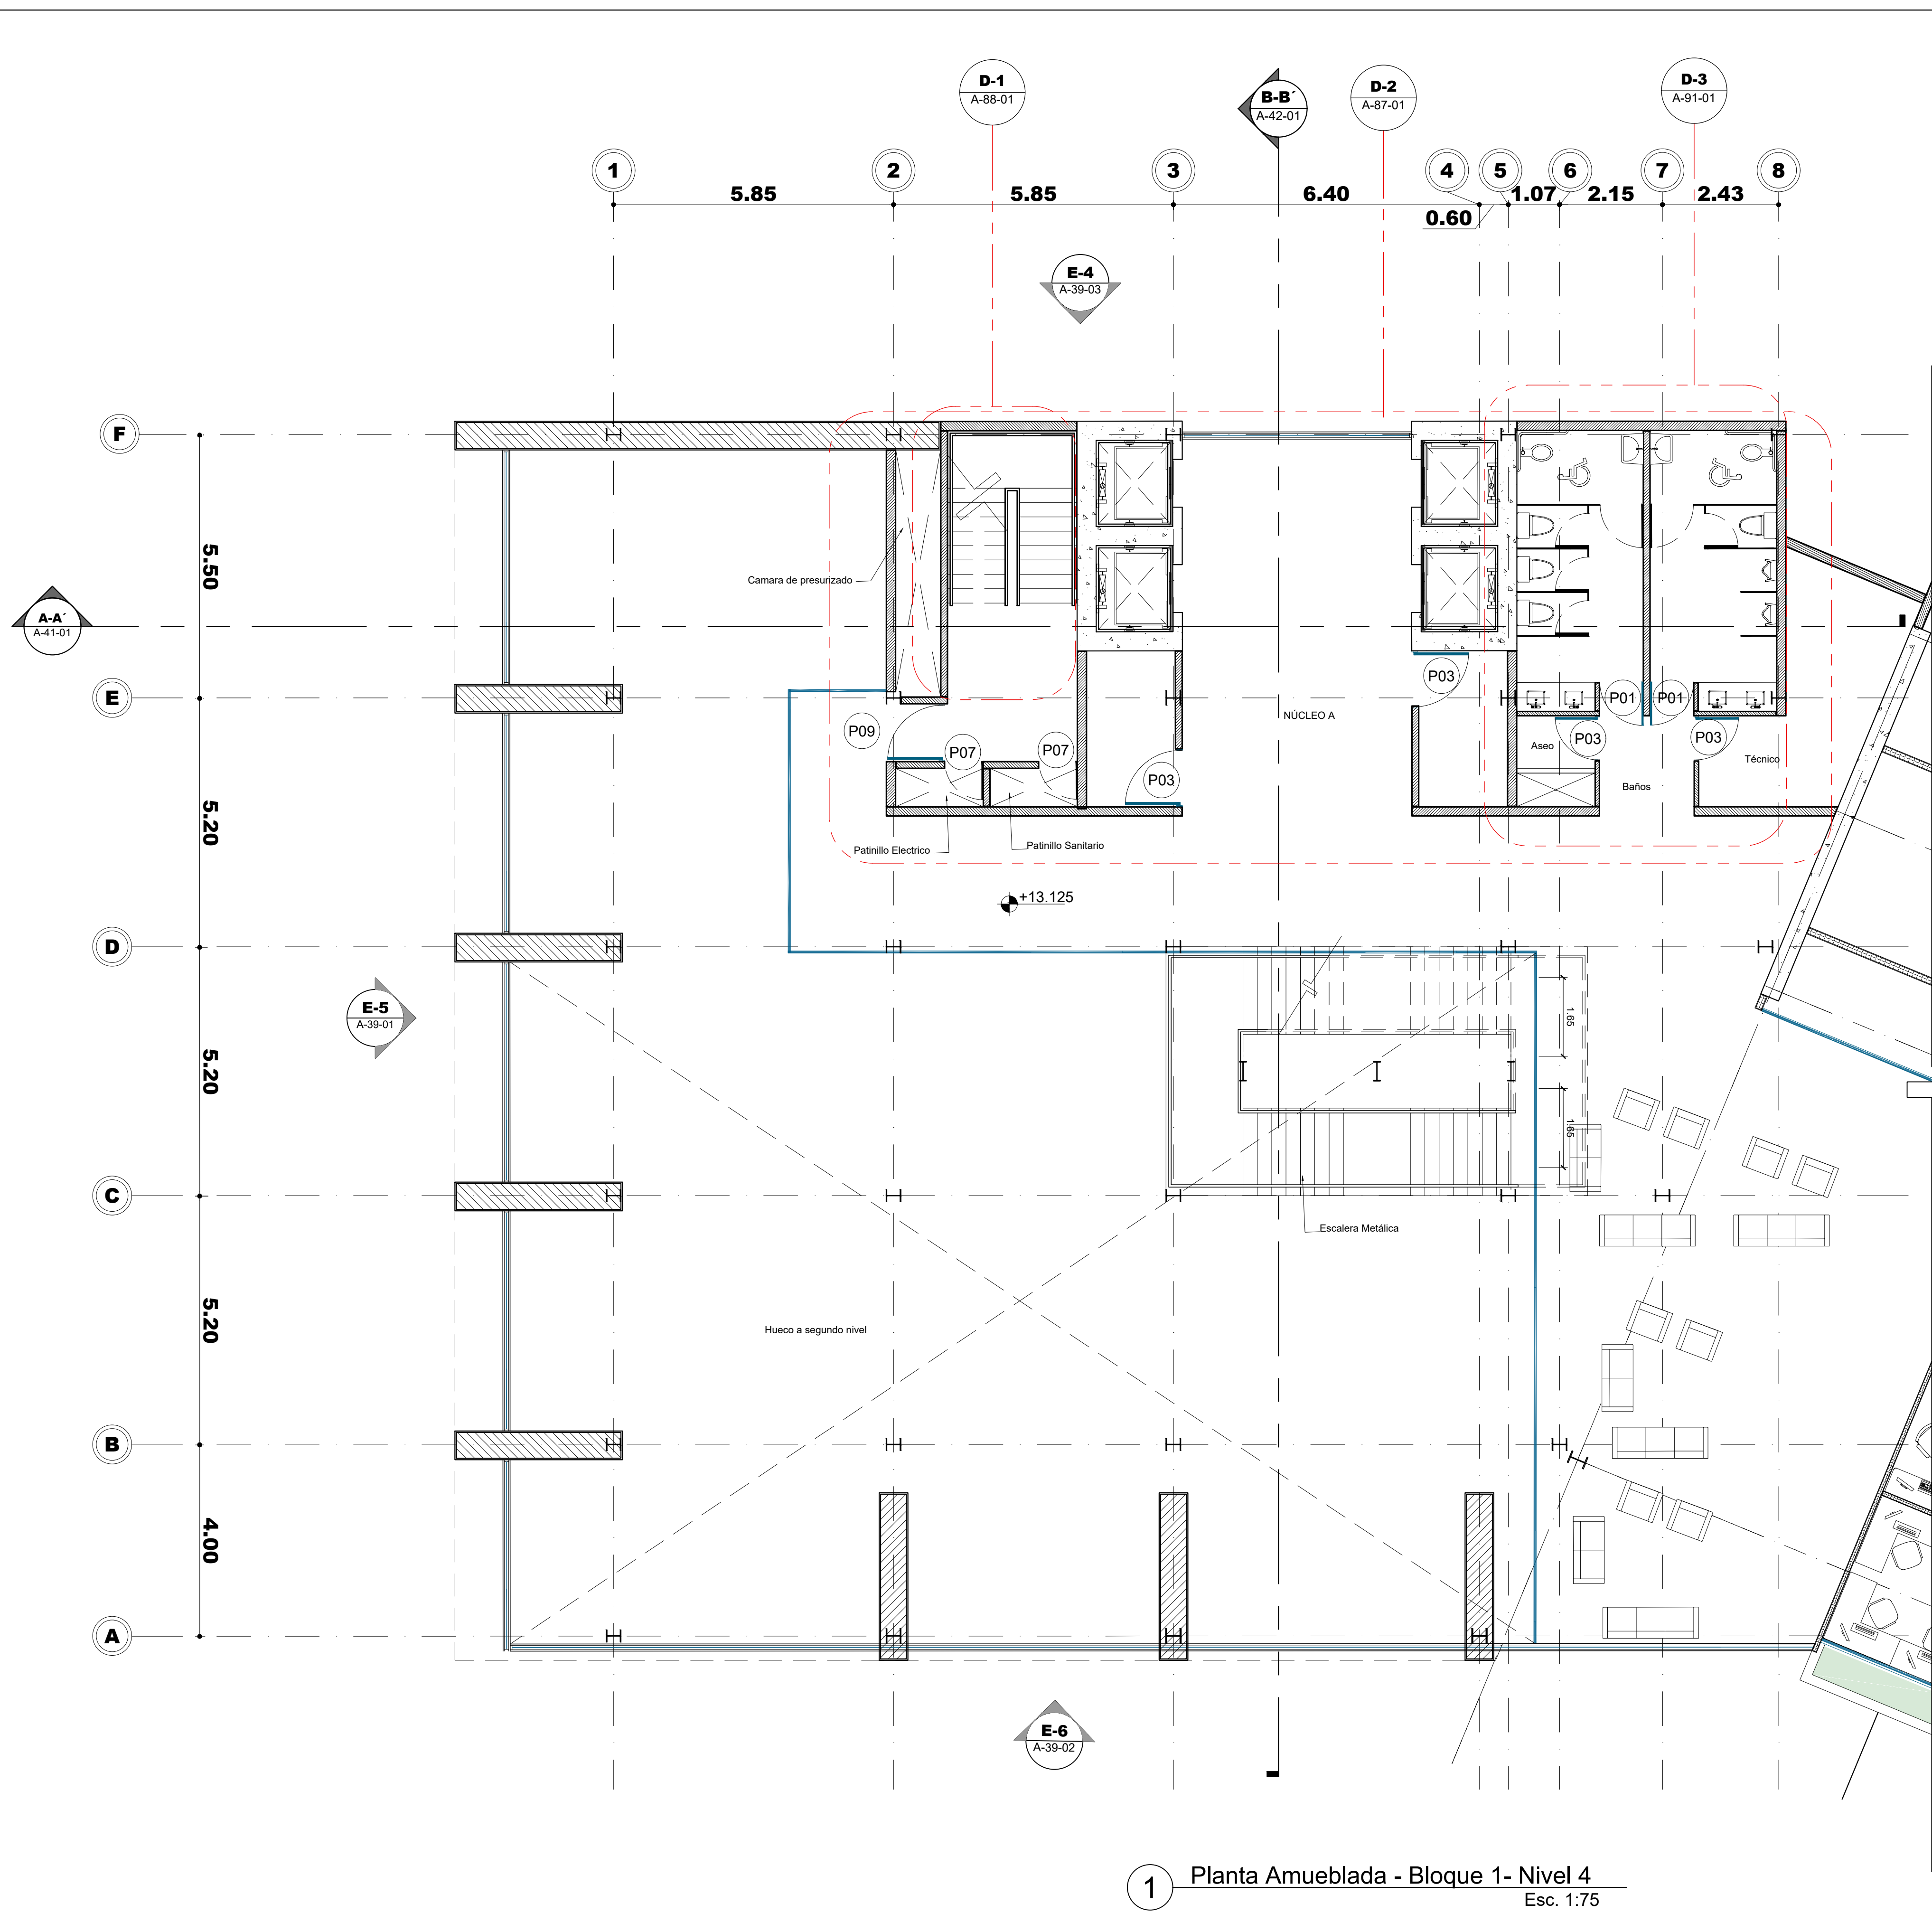 D-1
A-88-01
B-B´
A-42-01
D-2
A-87-01
D-3
A-91-01
1
2
3
4
5
6
7
8
5.85
5.85
6.40
0.60
1.07
2.15
2.43
E-4
A-39-03
F
5.50
Camara de presurizado
A-A´
A-41-01
E
P03
P01
P01
NÚCLEO A
P09
P07
P07
P03
P03
P03
Aseo
Técnico
Baños
5.20
Patinillo Electrico
Patinillo Sanitario
+13.125
D
E-5
A-39-01
5.20
1.65
1.65
C
Escalera Metálica
5.20
Hueco a segundo nivel
B
4.00
A
E-6
A-39-02
1
Planta Amueblada - Bloque 1- Nivel 4
Esc. 1:75